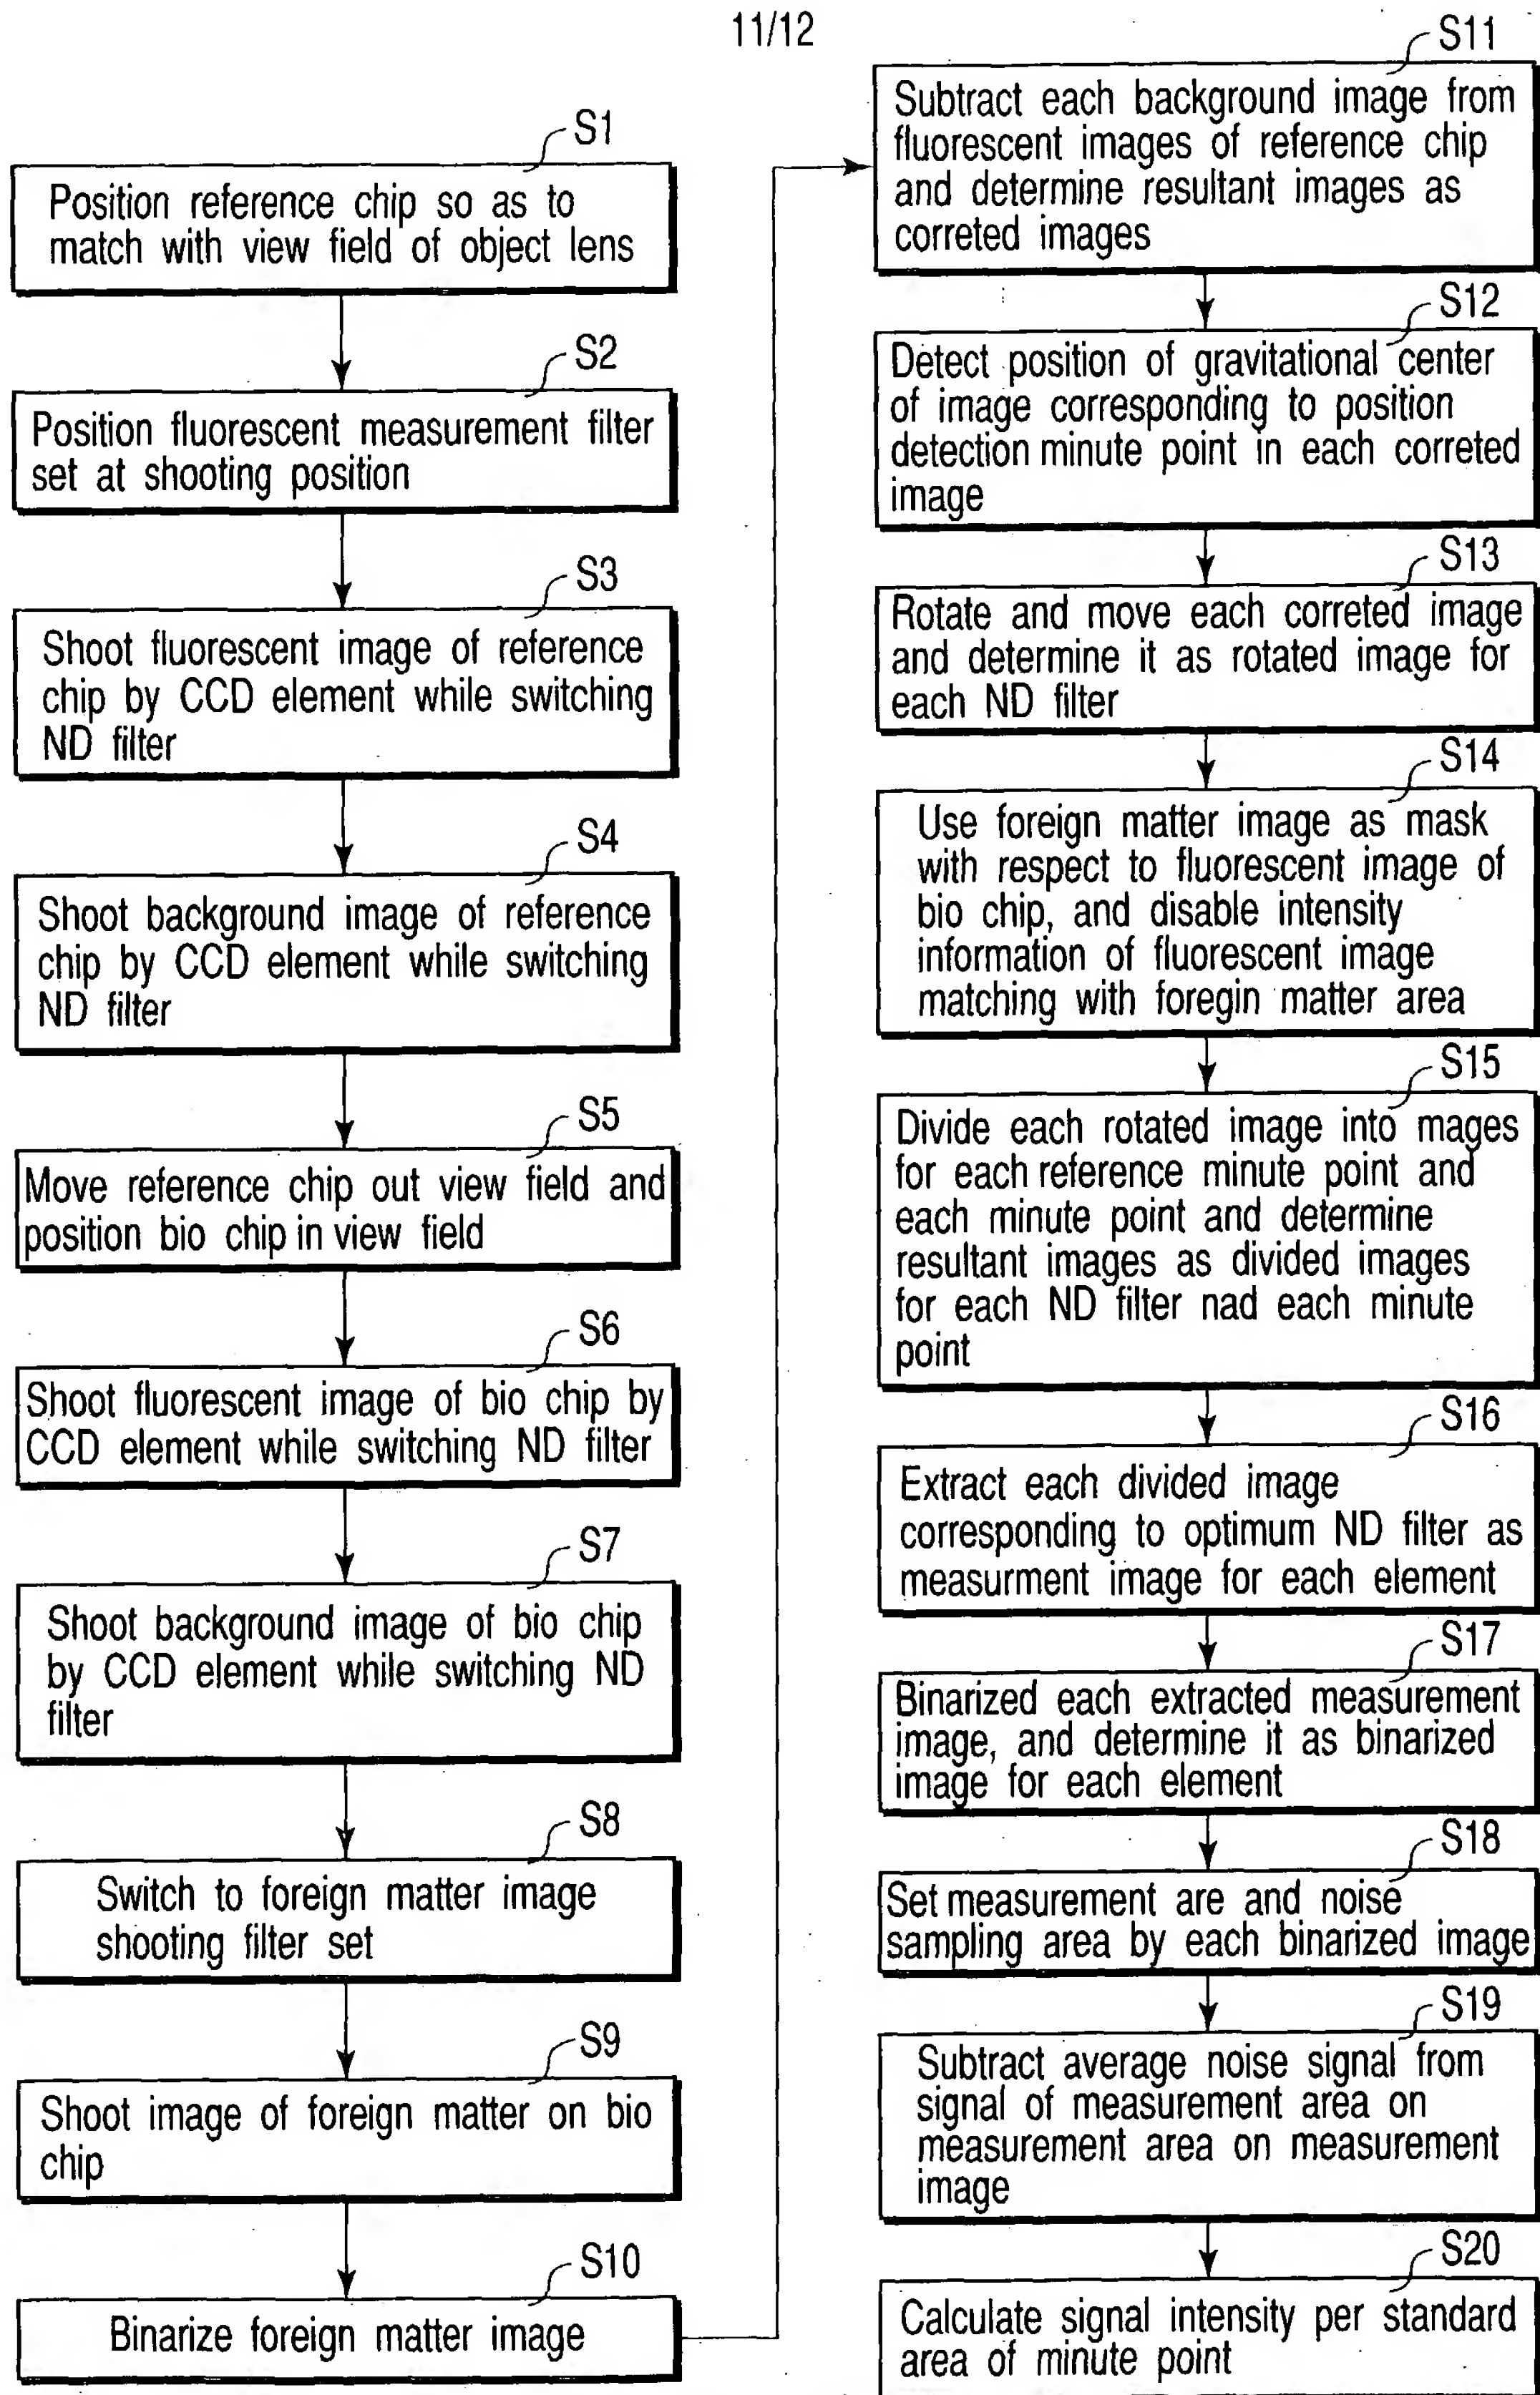 11/12
S1
Position reference chip so as to
match with view field of object lens
S2
Position fluorescent measurement filter
set at shooting position
S3
Shoot fluorescent image of reference
chip by CCD element while switching
ND filter
S4
Shoot background image of reference
chip by CCD element while switching
ND filter
S5
Move reference chip out view field and
position bio chip in view field
S6
Shoot fluorescent image of bio chip by
CCD element while switching ND filter
S7
Shoot background image of bio chip
by CCD element while switching ND
filter
S8
Switch to foreign matter image
shooting filter set
S9
Shoot image of foreign matter on bio
chip
S10
Binarize foreign matter image
S11
Subtract each background image from
fluorescent images of reference chip
and determine resultant images as
correted images
S12
Detect position of gravitational center
of image corresponding to position
detection minute point in each correted
image
S13
Rotate and move each correted image
and determine it as rotated image for
each ND filter
S14
Use foreign matter image as mask
with respect to fluorescent image of
bio chip, and disable intensity
information of fluorescent image
matching with foregin matter area
S15
Divide each rotated image into mages
for each reference minute point and
each minute point and determine
resultant images as divided images
for each ND filter nad each minute
point
S16
Extract each divided image
corresponding to optimum ND filter as
measurment image for each element
S17
Binarized each extracted measurement
image, and determine it as binarized
image for each element
S18
Set measurement are and noise
sampling area by each binarized image
S19
Subtract average noise signal from
signal of measurement area on
measurement area on measurement
image
S20
Calculate signal intensity per standard
area of minute point